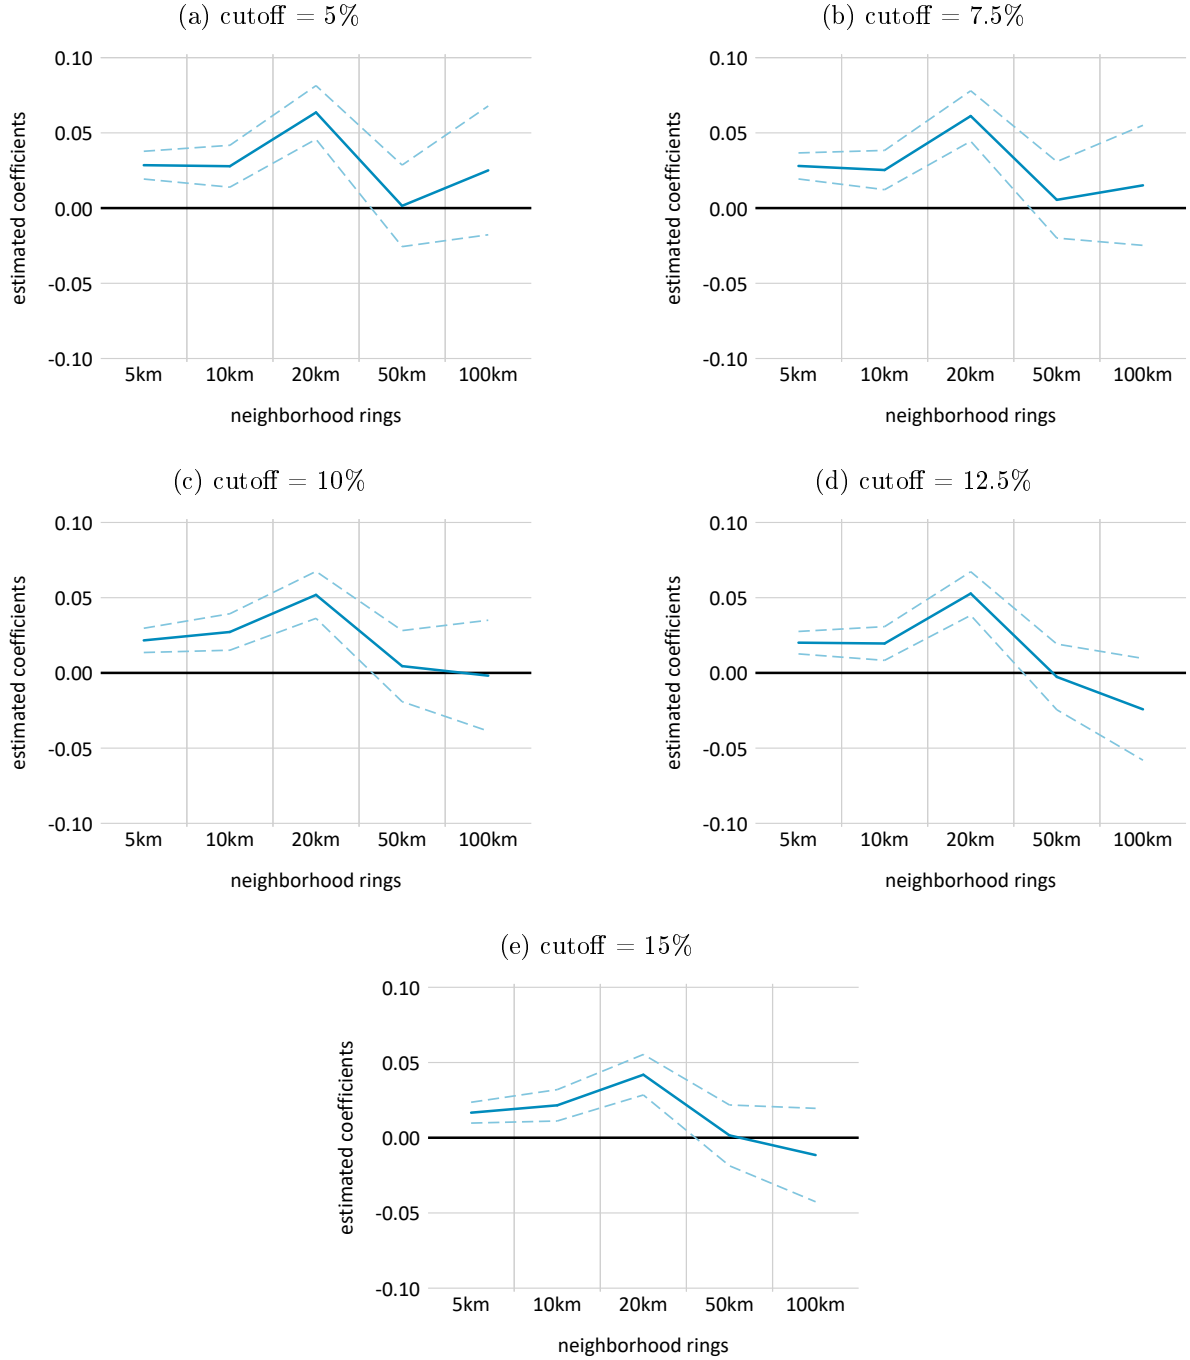 (a) cutoff = 5%
0.10
0.05
0.00
-0.05
-0.10
estimated coefficients
5km 10km 20km 50km 100km
neighborhood rings
(b) cutoff = 7.5%
0.10
0.05
0.00
-0.05
-0.10
estimated coefficients
5km 10km 20km 50km 100km
neighborhood rings
(c) cutoff = 10%
0.10
0.05
0.00
-0.05
-0.10
estimated coefficients
5km 10km 20km 50km 100km
neighborhood rings
(d) cutoff = 12.5%
0.10
0.05
0.00
-0.05
-0.10
estimated coefficients
5km 10km 20km 50km 100km
neighborhood rings
(e) cutoff = 15%
0.10
0.05
0.00
-0.05
-0.10
estimated coefficients
5km 10km 20km 50km 100km
neighborhood rings